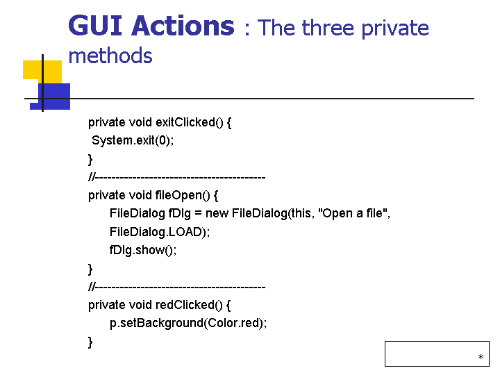 GUI Actions : The three private
methods
private void exitClicked() {
System.exit(0);
}
//-----------------------------------------
private void fileOpen() {
FileDialog fDlg = new FileDialog(this, "Open a file",
FileDialog.LOAD);
fDlg.show();
}
//-----------------------------------------
private void redClicked() {
p.setBackground(Color.red);
}
*